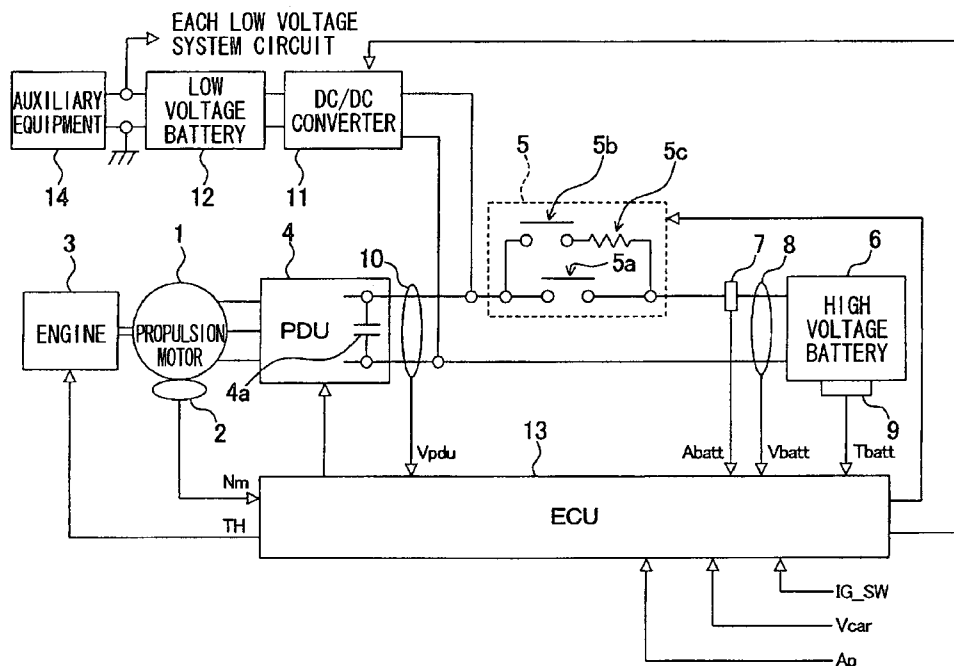 EACH LOW VOLTAGE
SYSTEM CIRCUIT
AUXILIARY
EQUIPMENT
LOW
VOLTAGE
BATTERY
DC/DC
CONVERTER
14
12
11
5
5b
5c
5a
3
1
4
10
7
8
6
ENGINE
PROPULSION
MOTOR
PDU
4a
HIGH
VOLTAGE
BATTERY
2
9
Vpdu
13
Abatt
Vbatt
Tbatt
Nm
TH
ECU
IG_SW
Vcar
Ap